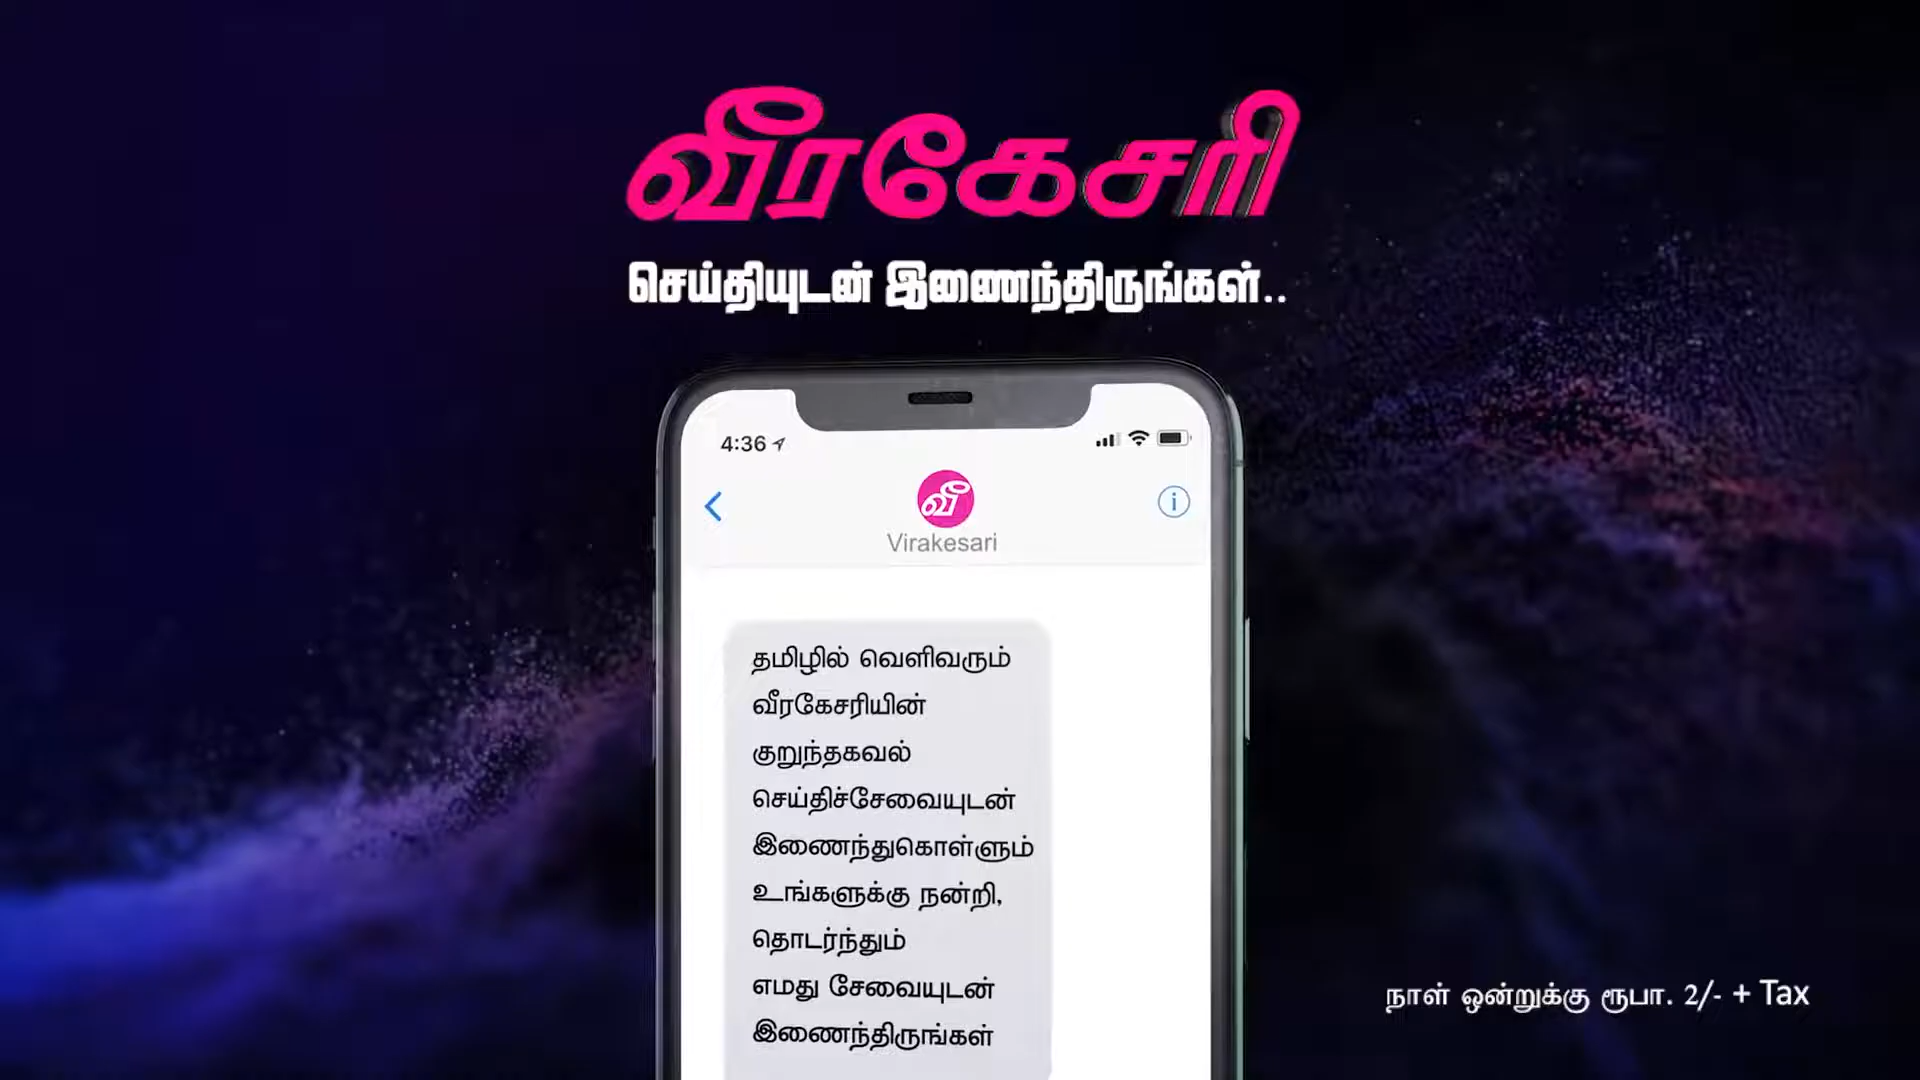 வீரகேசரி
செய்தியுடன் இணைந்திருங்கள்..
4:36
வீ
Virakesari
தமிழில் வெளிவரும்
வீரகேசரியின்
குறுந்தகவல்
செய்திச்சேவையுடன்
இணைந்துகொள்ளும்
உங்களுக்கு நன்றி,
தொடர்ந்தும்
எமது சேவையுடன்
இணைந்திருங்கள்
நாள் ஒன்றுக்கு ரூபா. 2/- + Tax